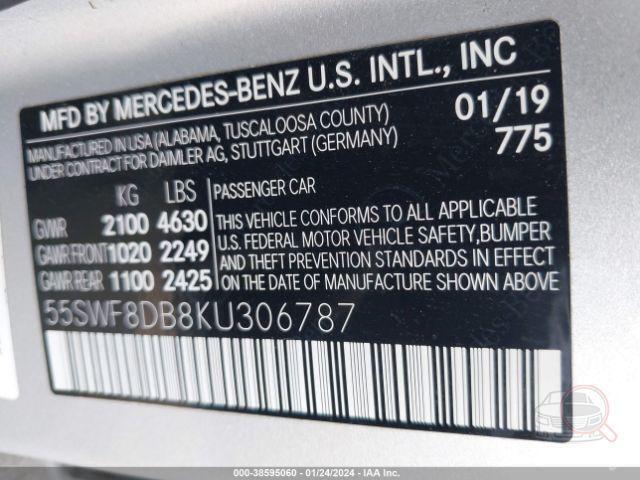 MFD BY MERCEDES-BENZ U.S. INTL., INC
MANUFACTURED IN USA (ALABAMA, TUSCALOOSA COUNTY) 01/19
UNDER CONTRACT FOR DAIMLER AG, STUTTGART (GERMANY) 775
KG LBS PASSENGER CAR
GVWR 2100 4630 THIS VEHICLE CONFORMS TO ALL APPLICABLE
GAWR FRONT 1020 2249 U.S. FEDERAL MOTOR VEHICLE SAFETY,BUMPER
AND THEFT PREVENTION STANDARDS IN EFFECT
GAWR REAR 1100 2425 ON THE DATE OF MANUFACTURE SHOWN ABOVE
55SWF8DB8KU306787
000-38595060 - 01/24/2024 - IAA Inc.